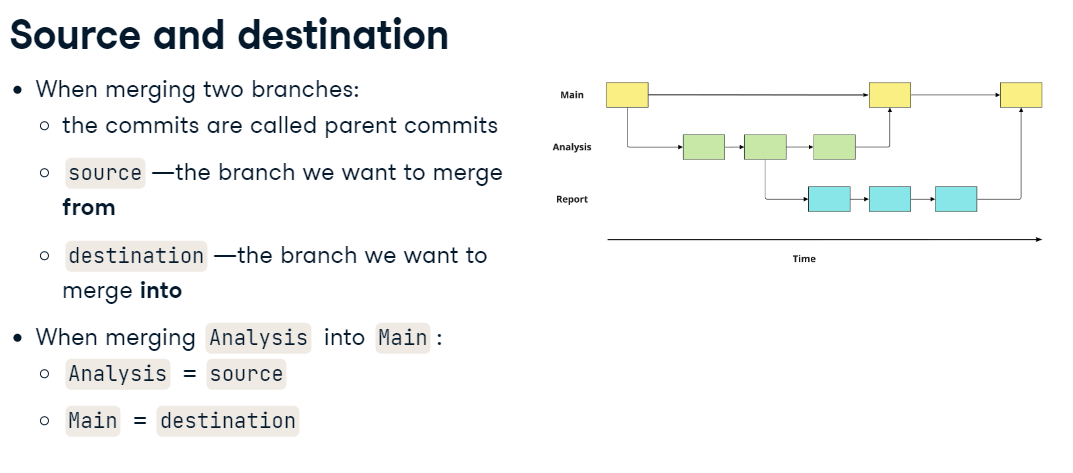 Source and destination
When merging two branches:
the commits are called parent commits
source —the branch we want to merge
from
destination —the branch we want to
merge into
When merging Analysis into Main :
Analysis = source
Main = destination
Main
Analysis
Report
Time